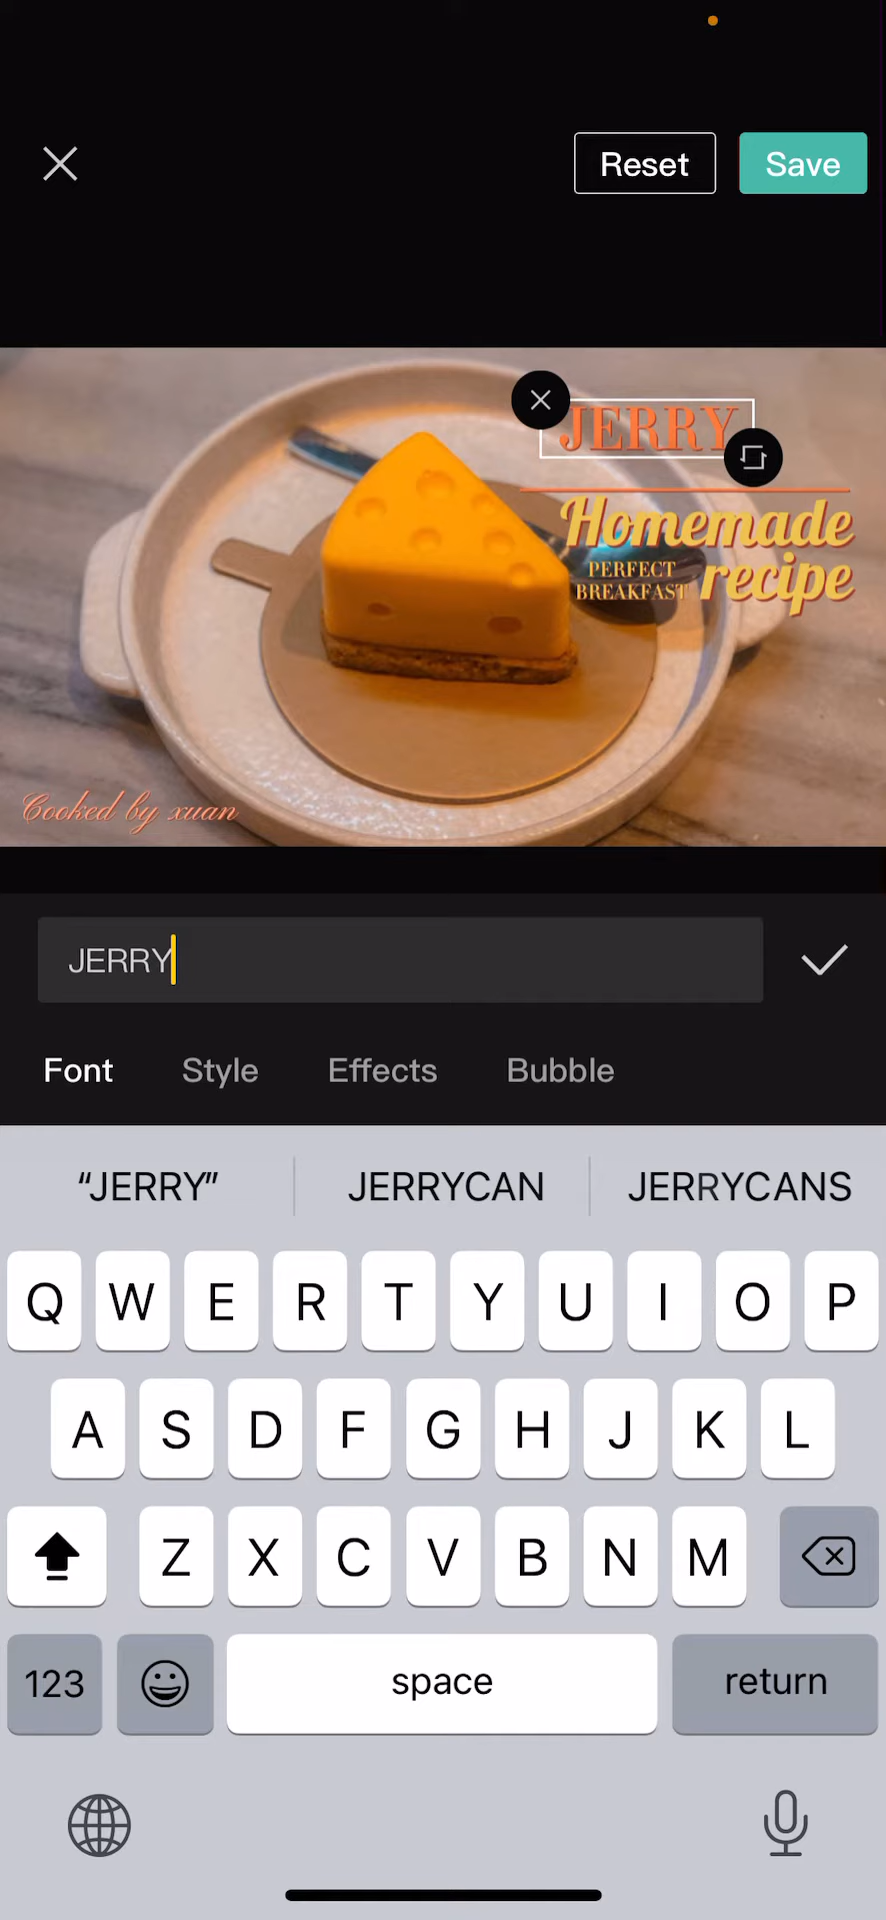 Reset
Save
JERRY
Homemade
PERFECT
BREAKFAST
recipe
Cooked by xuan
JERRY
Font Style Effects Bubble
“JERRY” JERRYCAN JERRYCANS
Q W E R T Y U I O P
A S D F G H J K L
Z X C V B N M
123 space return